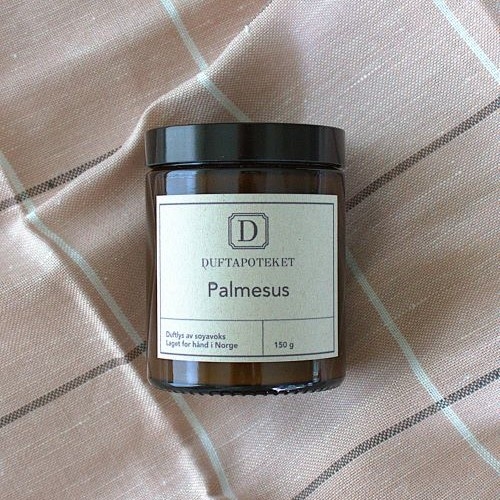 D
DUFTAPOTEKET
Palmesus
Duftlys av soyavoks
Laget for hånd i Norge
150 g